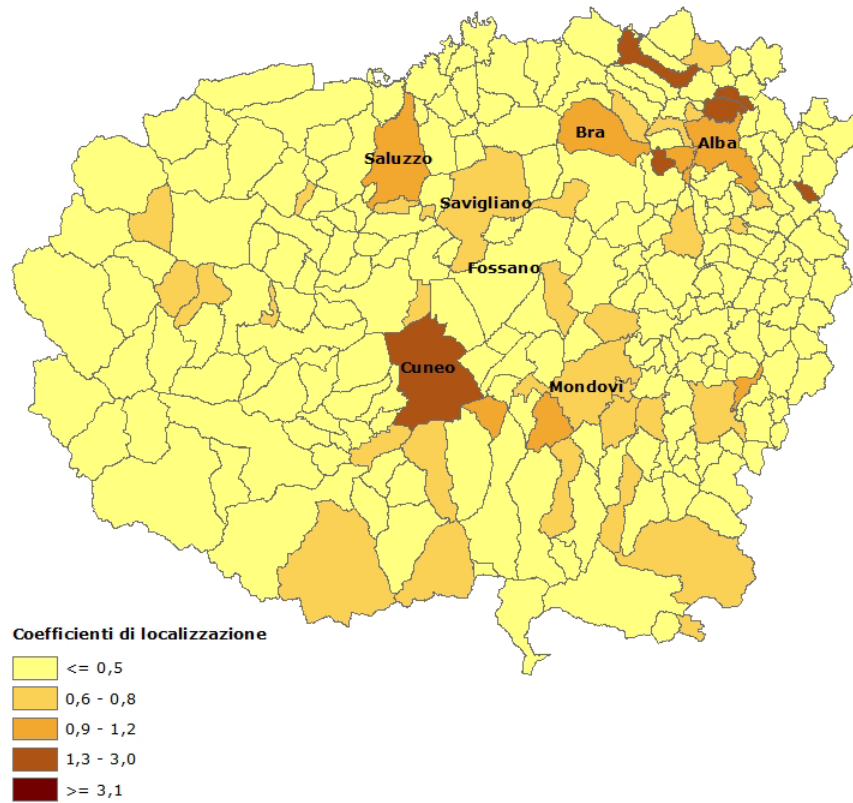 Bra
Alba
Saluzzo
Savigliano
Fossano
Cuneo
Mondovi
Coefficienti di localizzazione
<= 0,5
0,6 - 0,8
0,9 - 1,2
1,3 - 3,0
>= 3,1